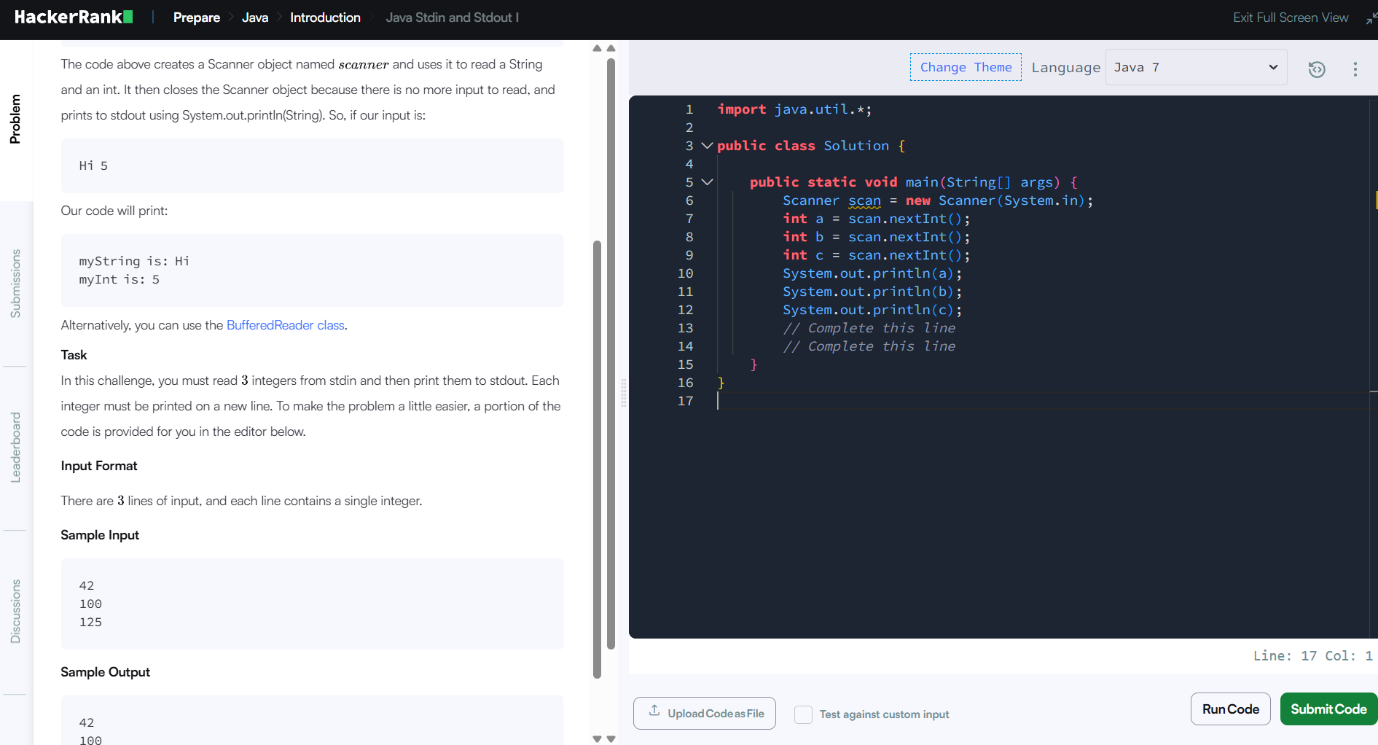 HackerRank
Prepare
Java
Introduction
Java Stdin and Stdout I
Exit Full Screen View
Problem
Submissions
Leaderboard
Discussions
The code above creates a Scanner object named scanner and uses it to read a String
and an int. It then closes the Scanner object because there is no more input to read, and
prints to stdout using System.out.println(String). So, if our input is:
Hi 5
Our code will print:
myString is: Hi
myInt is: 5
Alternatively, you can use the BufferedReader class.
Task
In this challenge, you must read 3 integers from stdin and then print them to stdout. Each
integer must be printed on a new line. To make the problem a little easier, a portion of the
code is provided for you in the editor below.
Input Format
There are 3 lines of input, and each line contains a single integer.
Sample Input
42
100
125
Sample Output
42
100
Change Theme
Language
Java 7
1 import java.util.*;
2
3 public class Solution {
4
5 public static void main(String[] args) {
6 Scanner scan = new Scanner(System.in);
7 int a = scan.nextInt();
8 int b = scan.nextInt();
9 int c = scan.nextInt();
10 System.out.println(a);
11 System.out.println(b);
12 System.out.println(c);
13 // Complete this line
14 // Complete this line
15 }
16 }
17
Line: 17 Col: 1
Upload Code as File
Test against custom input
Run Code
Submit Code